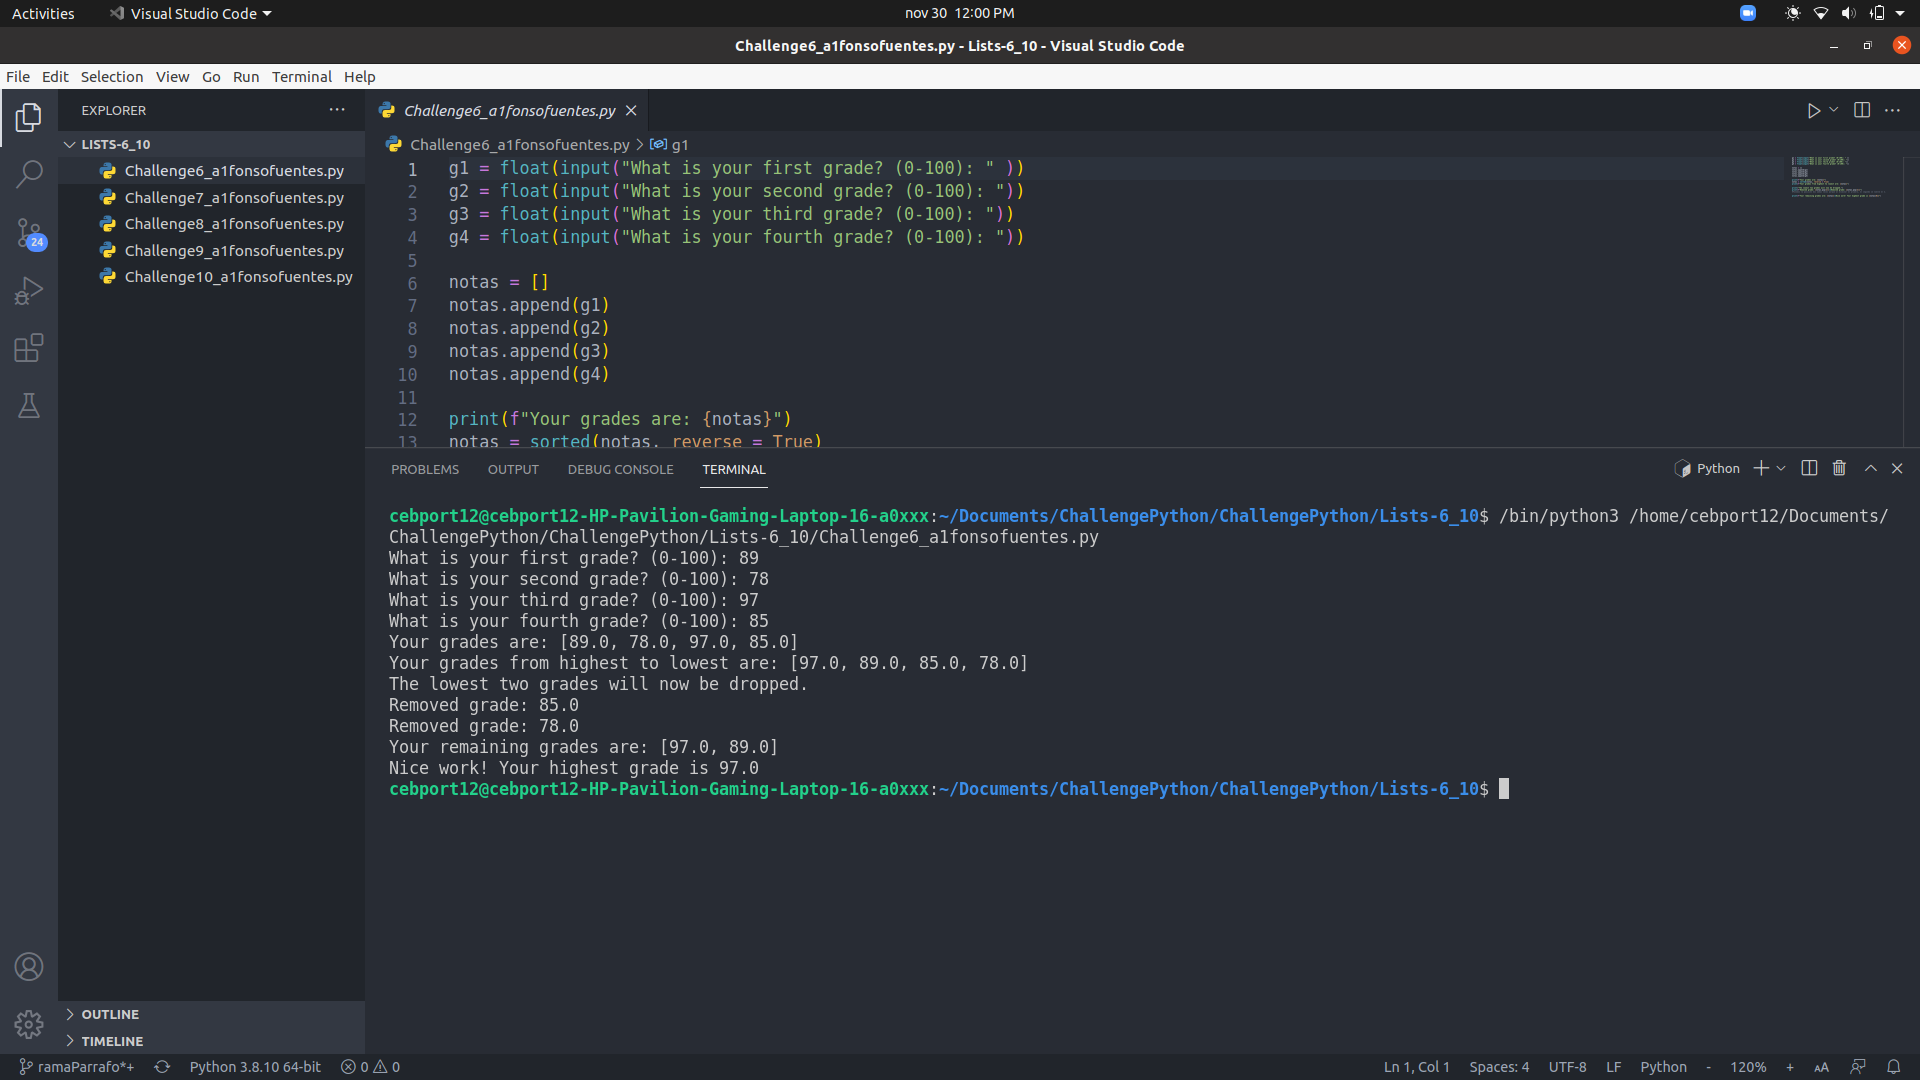 Activities Visual Studio Code nov 30 12:00 PM
Challenge6_a1fonsofuentes.py - Lists-6_10 - Visual Studio Code
File Edit Selection View Go Run Terminal Help
EXPLORER
LISTS-6_10
Challenge6_a1fonsofuentes.py
Challenge7_a1fonsofuentes.py
Challenge8_a1fonsofuentes.py
Challenge9_a1fonsofuentes.py
Challenge10_a1fonsofuentes.py
24
OUTLINE
TIMELINE
Challenge6_a1fonsofuentes.py
Challenge6_a1fonsofuentes.py > g1
1 g1 = float(input("What is your first grade? (0-100): " ))
2 g2 = float(input("What is your second grade? (0-100): "))
3 g3 = float(input("What is your third grade? (0-100): "))
4 g4 = float(input("What is your fourth grade? (0-100): "))
5
6 notas = []
7 notas.append(g1)
8 notas.append(g2)
9 notas.append(g3)
10 notas.append(g4)
11
12 print(f"Your grades are: {notas}")
13 notas = sorted(notas, reverse = True)
PROBLEMS OUTPUT DEBUG CONSOLE TERMINAL Python
cebport12@cebport12-HP-Pavilion-Gaming-Laptop-16-a0xxx:~/Documents/ChallengePython/ChallengePython/Lists-6_10$ /bin/python3 /home/cebport12/Documents/
ChallengePython/ChallengePython/Lists-6_10/Challenge6_a1fonsofuentes.py
What is your first grade? (0-100): 89
What is your second grade? (0-100): 78
What is your third grade? (0-100): 97
What is your fourth grade? (0-100): 85
Your grades are: [89.0, 78.0, 97.0, 85.0]
Your grades from highest to lowest are: [97.0, 89.0, 85.0, 78.0]
The lowest two grades will now be dropped.
Removed grade: 85.0
Removed grade: 78.0
Your remaining grades are: [97.0, 89.0]
Nice work! Your highest grade is 97.0
cebport12@cebport12-HP-Pavilion-Gaming-Laptop-16-a0xxx:~/Documents/ChallengePython/ChallengePython/Lists-6_10$
ramaParrafo*+ Python 3.8.10 64-bit 0 0 Ln 1, Col 1 Spaces: 4 UTF-8 LF Python - 120% + AA